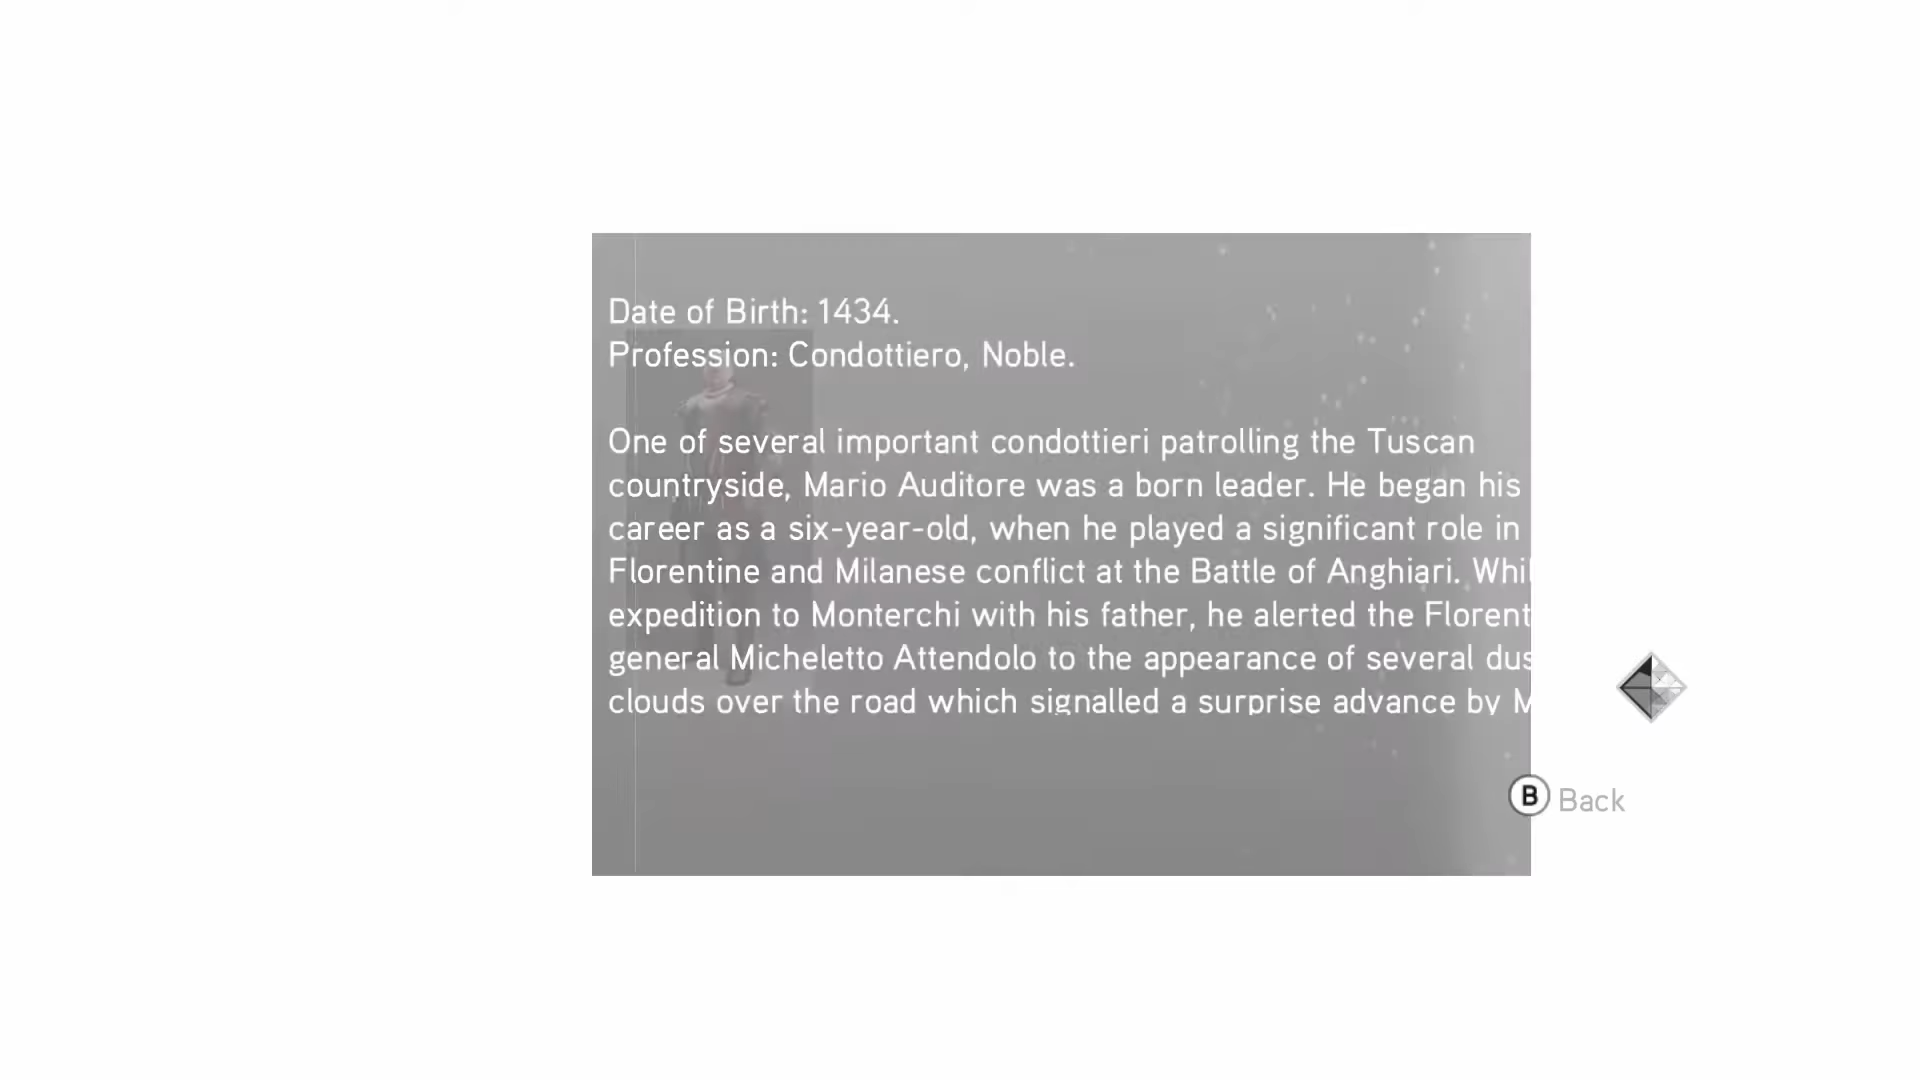 Date of Birth: 1434.
Profession: Condottiero, Noble.
One of several important condottieri patrolling the Tuscan
countryside, Mario Auditore was a born leader. He began his
career as a six-year-old, when he played a significant role in
Florentine and Milanese conflict at the Battle of Anghiari.
expedition to Monterchi with his father, he alerted the Florent
general Micheletto Attendolo to the appearance of several
clouds over the road which signalled a surprise advance by M
B Back